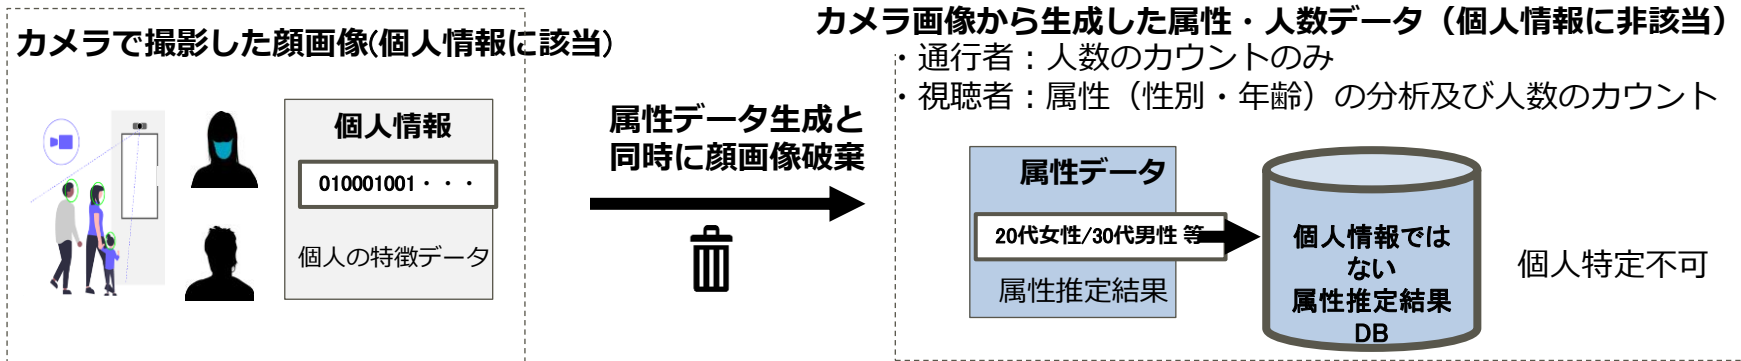 カメラで撮影した顔画像(個人情報に該当)
個人情報
010001001・・・
個人の特徴データ
属性データ生成と
同時に顔画像破棄
カメラ画像から生成した属性・人数データ（個人情報に非該当）
・通行者：人数のカウントのみ
・視聴者：属性（性別・年齢）の分析及び人数のカウント
属性データ
20代女性/30代男性 等
属性推定結果
個人情報では
ない
属性推定結果
DB
個人特定不可